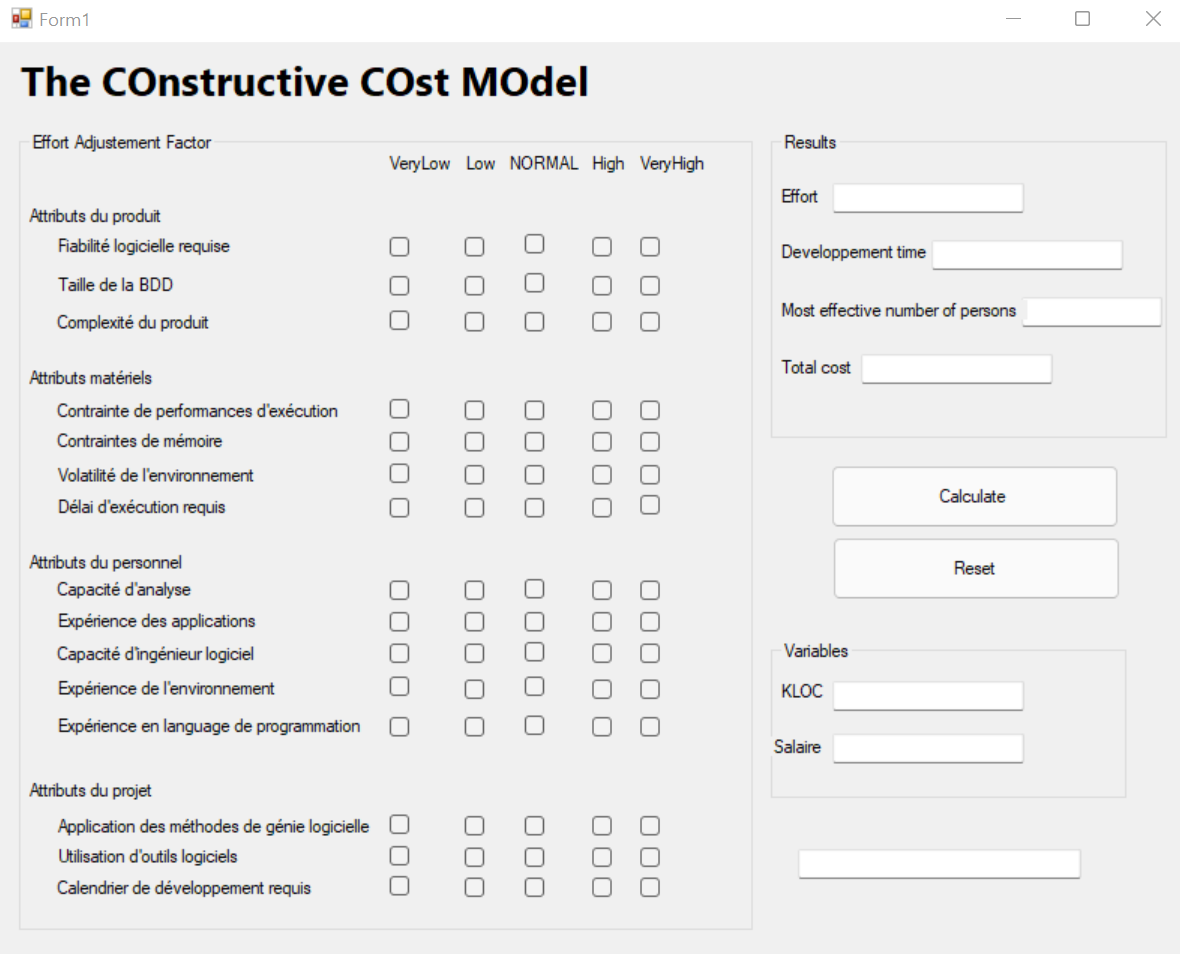 Form1
The COnstructive COst MOdel
Effort Adjustement Factor
VeryLow Low NORMAL High VeryHigh
Attributs du produit
Fiabilité logicielle requise
Taille de la BDD
Complexité du produit
Attributs matériels
Contrainte de performances d'exécution
Contraintes de mémoire
Volatilité de l'environnement
Délai d'exécution requis
Attributs du personnel
Capacité d'analyse
Expérience des applications
Capacité d'ingénieur logiciel
Expérience de l'environnement
Expérience en language de programmation
Attributs du projet
Application des méthodes de génie logicielle
Utilisation d'outils logiciels
Calendrier de développement requis
Results
Effort
Developpement time
Most effective number of persons
Total cost
Calculate
Reset
Variables
KLOC
Salaire